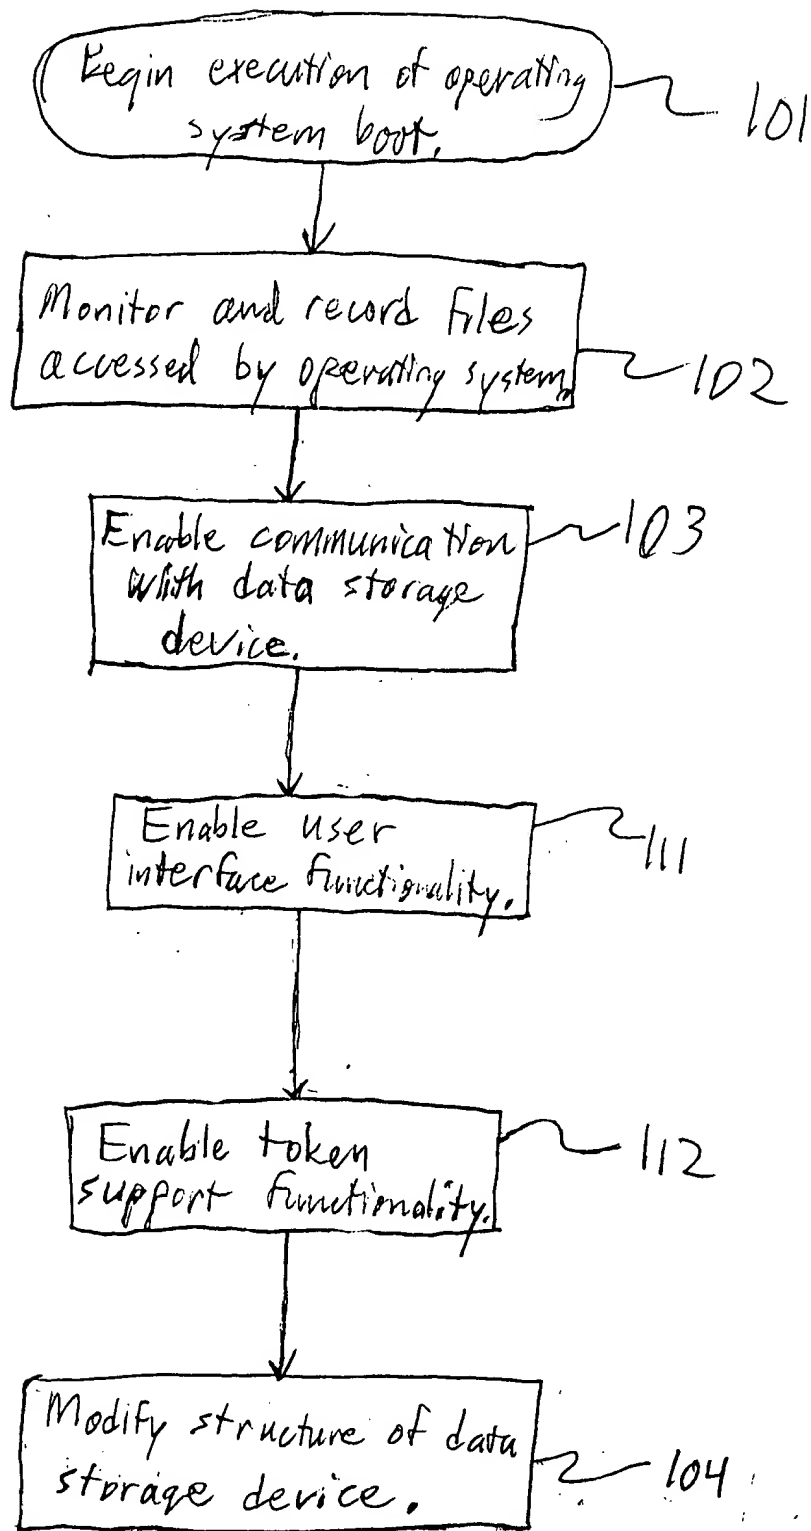 Begin execution of operating
system boot.
101
Monitor and record files
accessed by operating system.
102
Enable communication
with data storage
device.
103
Enable user
interface functionality.
111
Enable token
support functionality.
112
Modify structure of data
storage device.
104